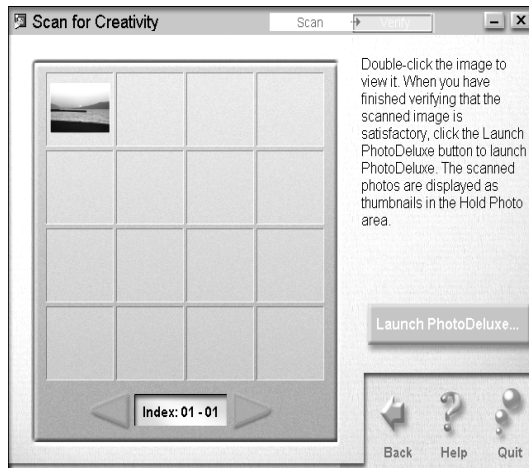 Scan for Creativity
Scan
Verify
Double-click the image to
view it. When you have
finished verifying that the
scanned image is
satisfactory, click the Launch
PhotoDeluxe button to launch
PhotoDeluxe. The scanned
photos are displayed as
thumbnails in the Hold Photo
area.
Launch PhotoDeluxe...
Index: 01 - 01
Back
Help
Quit